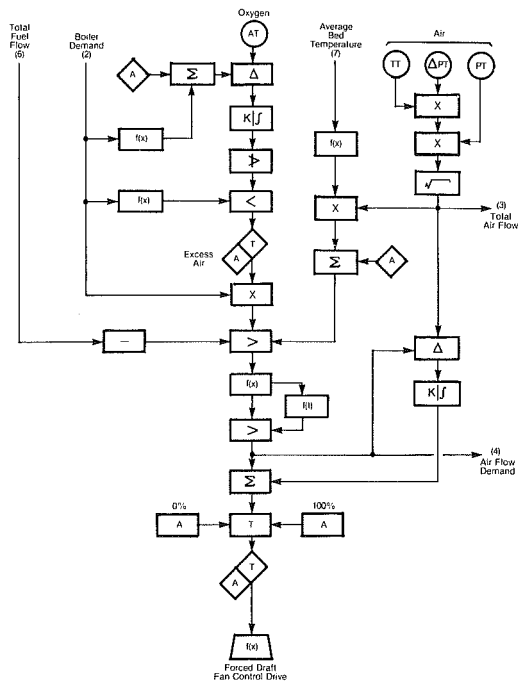 Total
Fuel
Flow
(6)
Boiler
Demand
(2)
Oxygen
AT
Average
Bed
Temperature
(7)
Air
TT
ΔPT
PT
A
Σ
Δ
K ∫
X
f(x)
∀
f(x)
X
√
f(x)
<
X
(3)
Total
Air Flow
Excess
Air
A
T
Σ
A
X
−
>
Δ
f(x)
f(t)
K ∫
>
(4)
Air Flow
Demand
Σ
0%
A
T
100%
A
T
A
f(x)
Forced Draft
Fan Control Drive